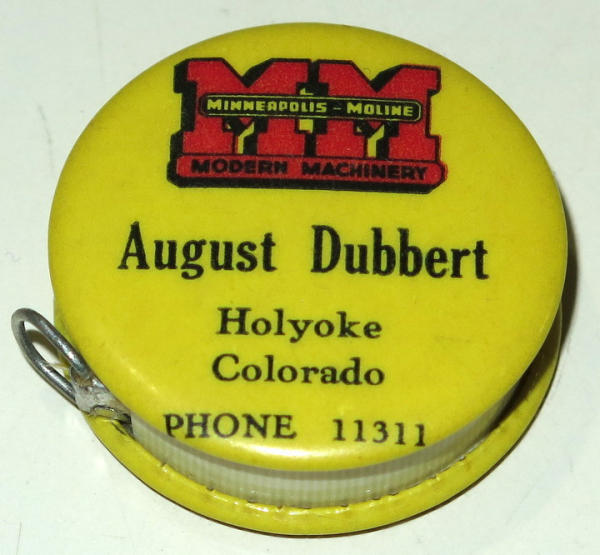 MM
MINNEAPOLIS - MOLINE
MODERN MACHINERY
August Dubbert
Holyoke
Colorado
PHONE 11311